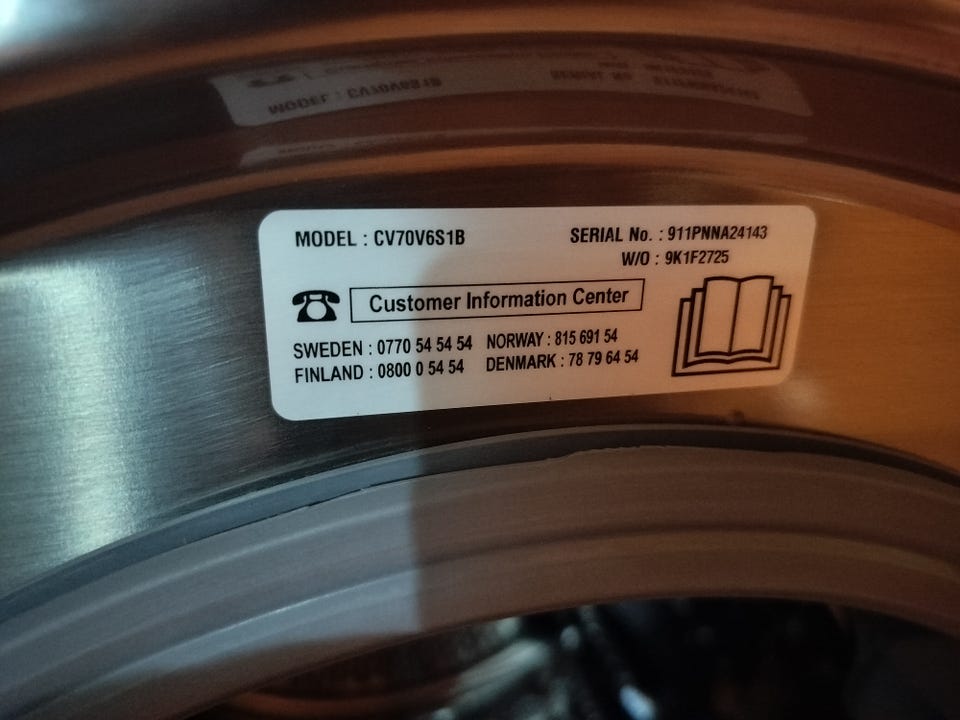 MODEL : CV70V6S1B
SERIAL No. : 911PNNA24143
W/O : 9K1F2725
Customer Information Center
SWEDEN : 0770 54 54 54 NORWAY : 815 691 54
FINLAND : 0800 0 54 54 DENMARK : 78 79 64 54